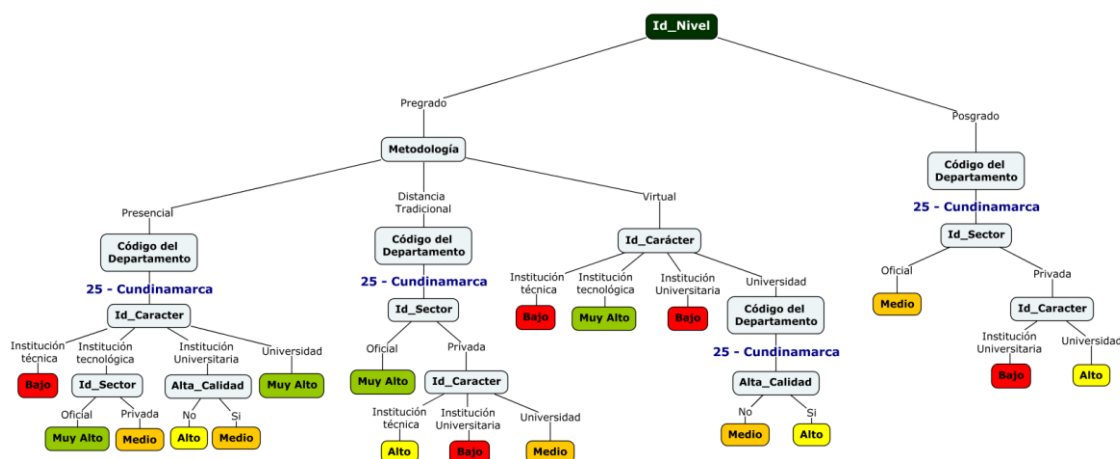 Id_Nivel
Pregrado
Posgrado
Metodología
Código del
Departamento
25 - Cundinamarca
Id_Sector
Oficial
Privada
Medio
Id_Caracter
Institución
Universitaria
Universidad
Bajo
Alto
Presencial
Distancia
Tradicional
Virtual
Código del
Departamento
25 - Cundinamarca
Id_Caracter
Institución
técnica
Institución
tecnológica
Institución
Universitaria
Universidad
Bajo
Id_Sector
Alta_Calidad
Muy Alto
Oficial
Privada
No
Si
Muy Alto
Medio
Alto
Medio
Código del
Departamento
25 - Cundinamarca
Id_Sector
Oficial
Privada
Muy Alto
Id_Caracter
Institución
técnica
Institución
Universitaria
Universidad
Alto
Bajo
Medio
Id_Carácter
Institución
técnica
Institución
tecnológica
Institución
Universitaria
Universidad
Bajo
Muy Alto
Bajo
Código del
Departamento
25 - Cundinamarca
Alta_Calidad
No
Si
Medio
Alto